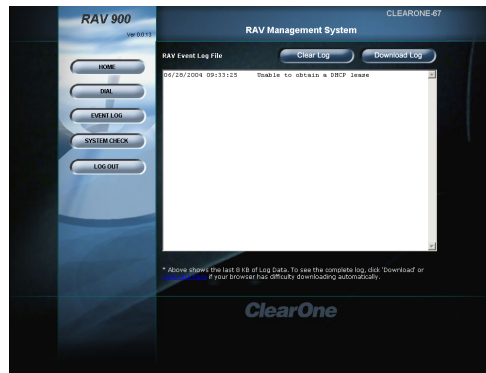 CLEARONE-67
RAV 900
Ver 0.0.13
RAV Management System
RAV Event Log File
Clear Log
Download Log
06/28/2004 09:33:25 Unable to obtain a DHCP lease
HOME
DIAL
EVENT LOG
SYSTEM CHECK
LOG OUT
* Above shows the last 8 KB of Log Data. To see the complete log, click 'Download' or
if your browser has difficulty downloading automatically.
ClearOne